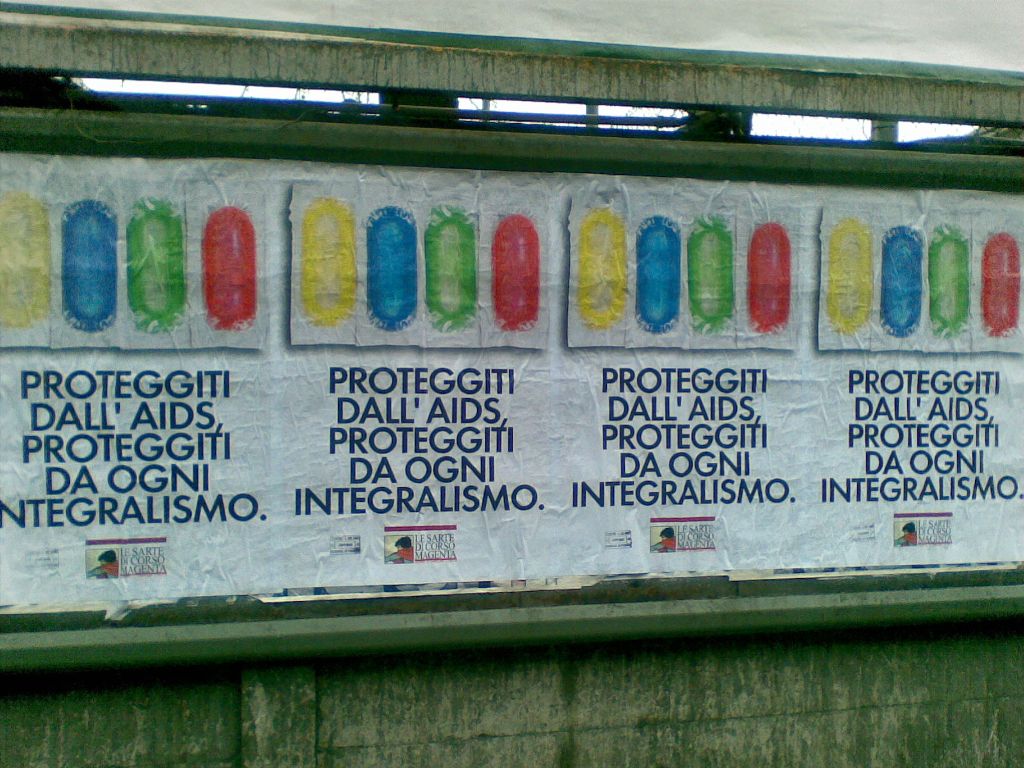 PROTEGGITI
DALL' AIDS,
PROTEGGITI
DA OGNI
INTEGRALISMO.
LE SARTE
DI CORSO
MAGENTA
PROTEGGITI
DALL' AIDS,
PROTEGGITI
DA OGNI
INTEGRALISMO.
LE SARTE
DI CORSO
MAGENTA
PROTEGGITI
DALL' AIDS,
PROTEGGITI
DA OGNI
INTEGRALISMO.
LE SARTE
DI CORSO
MAGENTA
PROTEGGITI
DALL' AIDS,
PROTEGGITI
DA OGNI
INTEGRALISMO.
LE SARTE
DI CORSO
MAGENTA